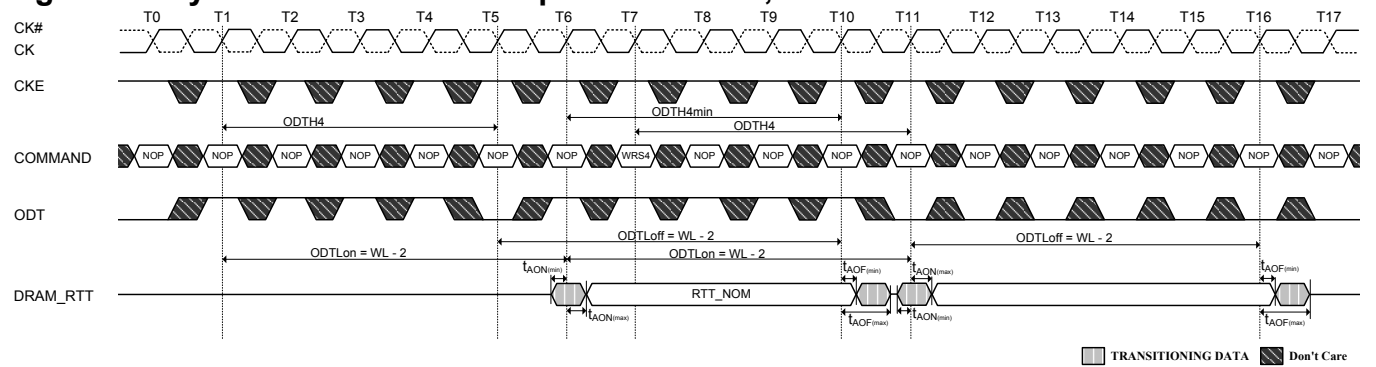 T0 T1 T2 T3 T4 T5 T6 T7 T8 T9 T10 T11 T12 T13 T14 T15 T16 T17
CK#
CK
CKE
ODTH4min
ODTH4
ODTH4
COMMAND NOP NOP NOP NOP NOP NOP NOP WRS4 NOP NOP NOP NOP NOP NOP NOP NOP NOP NOP
ODT
ODTLoff = WL - 2
ODTLoff = WL - 2
ODTLon = WL - 2
ODTLon = WL - 2
tAON(min) tAOF(min) tAON(max) tAOF(min)
DRAM_RTT RTT_NOM
tAON(max) tAOF(max) tAON(min) tAOF(max)
TRANSITIONING DATA Don't Care